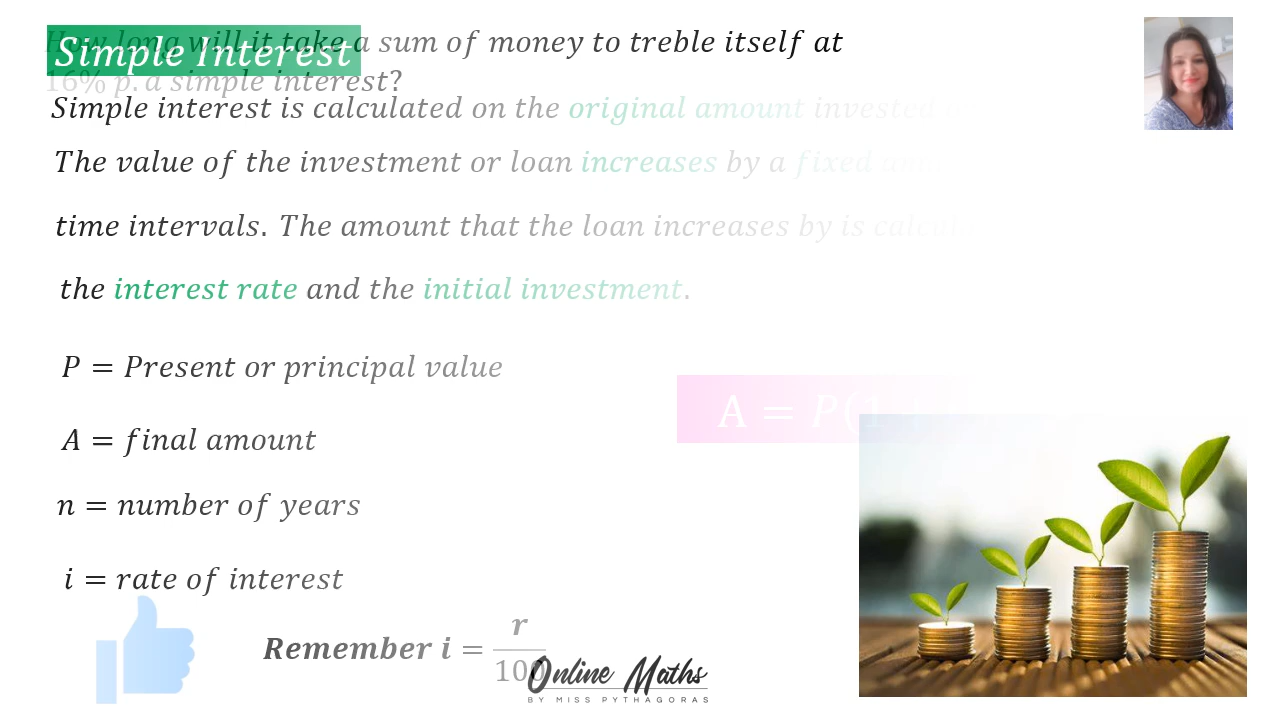 How long will it take a sum of money to treble itself at
Simple Interest
16% p.a simple interest?
Simple interest is calculated on the original amount invested
The value of the investment or loan increases by a fixed
time intervals. The amount that the loan increases by is
the interest rate and the initial investment.
P = Present or principal value
A = P(1 +
A = final amount
n = number of years
i = rate of interest
Remember i = r/100
Online Maths
BY MISS PYTHAGORAS